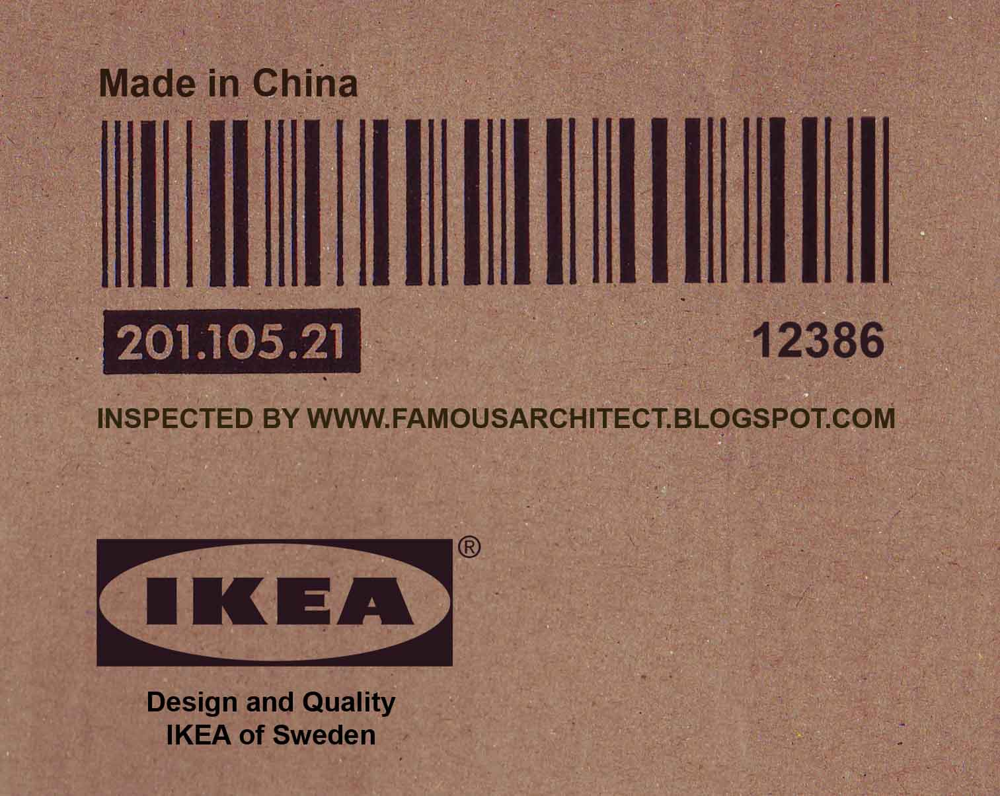 Made in China
201.105.21
12386
INSPECTED BY WWW.FAMOUSARCHITECT.BLOGSPOT.COM
IKEA®
Design and Quality
IKEA of Sweden